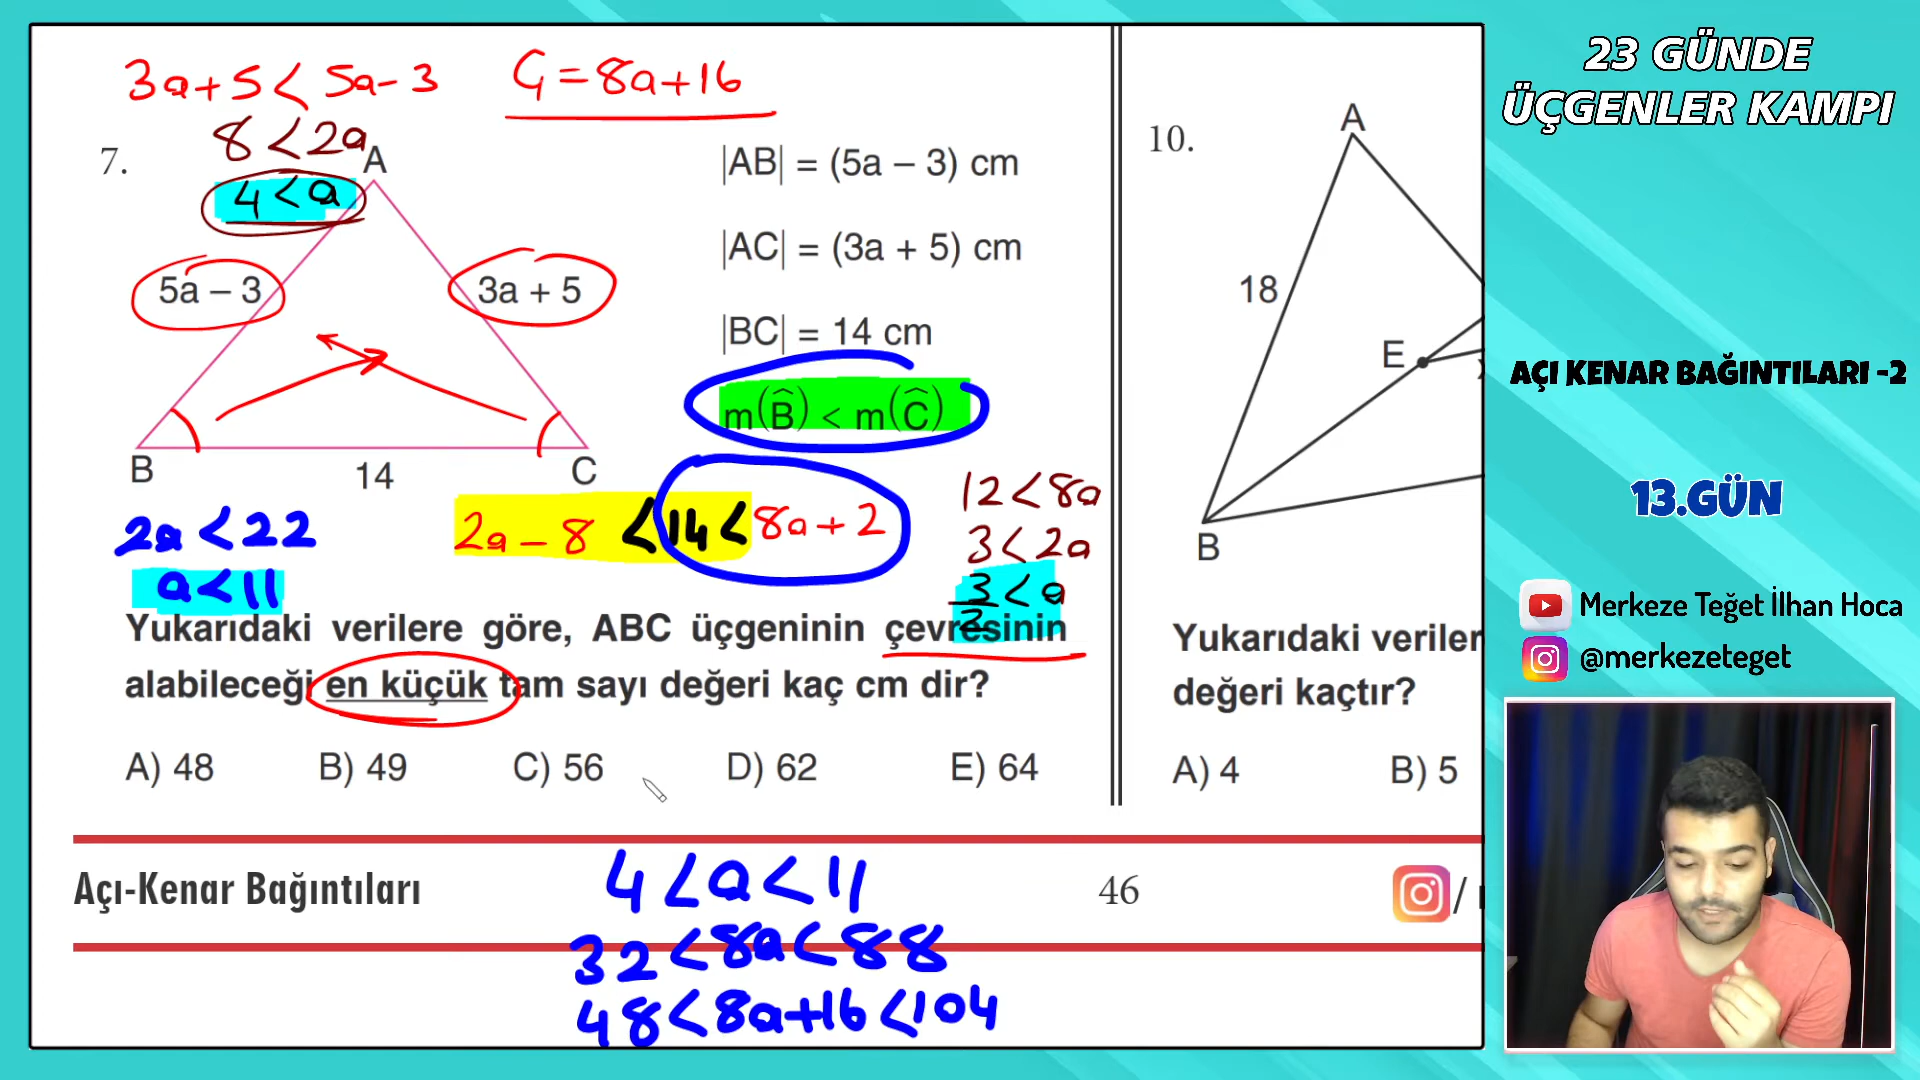 3a+5<5a-3
Ç=8a+16
8<2a
4<a
7.
A
5a – 3
3a + 5
B
14
C
|AB| = (5a – 3) cm
|AC| = (3a + 5) cm
|BC| = 14 cm
m(B̂) < m(Ĉ)
2a<22
a<11
2a-8 <14< 8a+2
12<8a
3<2a
3/2<a
Yukarıdaki verilere göre, ABC üçgeninin çevresinin
alabileceği en küçük tam sayı değeri kaç cm dir?
A) 48 B) 49 C) 56 D) 62 E) 64
Açı-Kenar Bağıntıları
46
4<a<11
32<8a<88
48<8a+16<104
10.
A
18
E
B
Yukarıdaki veriler
değeri kaçtır?
A) 4 B) 5
/
23 GÜNDE
ÜÇGENLER KAMPI
AÇI KENAR BAĞINTILARI -2
13.GÜN
Merkeze Teğet İlhan Hoca
@merkezeteget